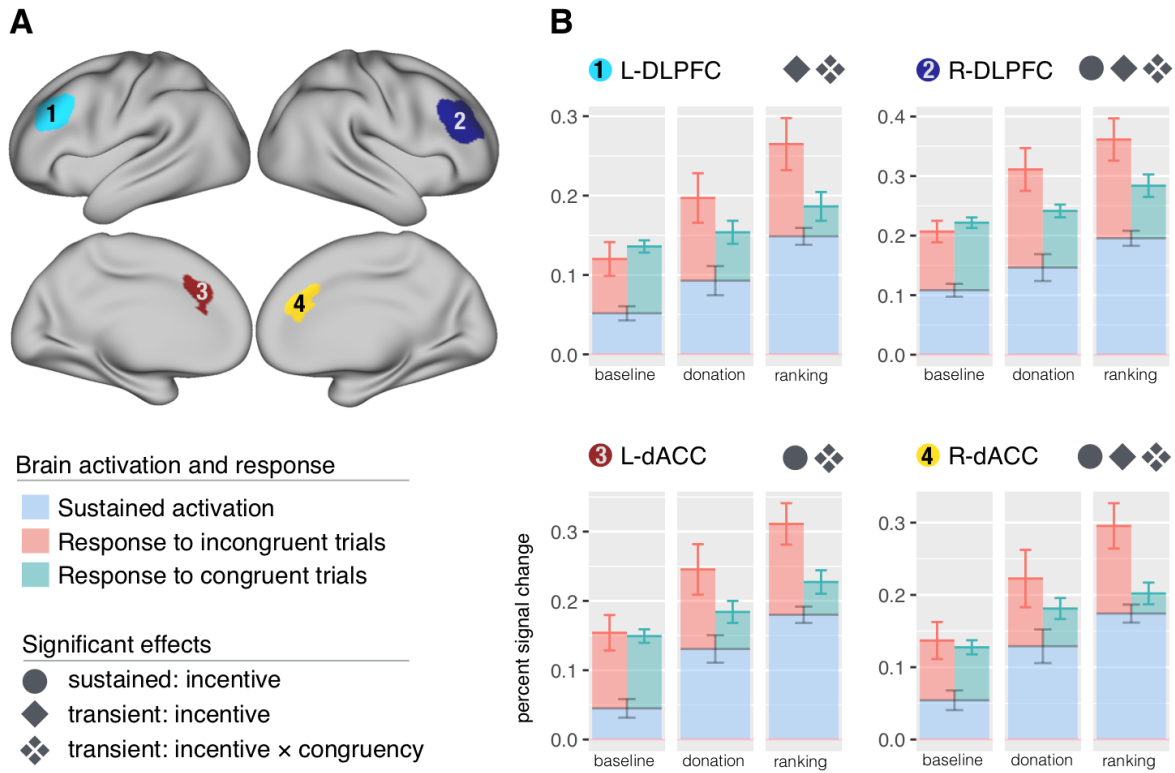 A
1
2
3
4
Brain activation and response
Sustained activation
Response to incongruent trials
Response to congruent trials
Significant effects
sustained: incentive
transient: incentive
transient: incentive × congruency
B
1 L-DLPFC
0.3
0.2
0.1
0.0
baseline donation ranking
2 R-DLPFC
0.4
0.3
0.2
0.1
0.0
baseline donation ranking
3 L-dACC
percent signal change
0.3
0.2
0.1
0.0
baseline donation ranking
4 R-dACC
0.3
0.2
0.1
0.0
baseline donation ranking